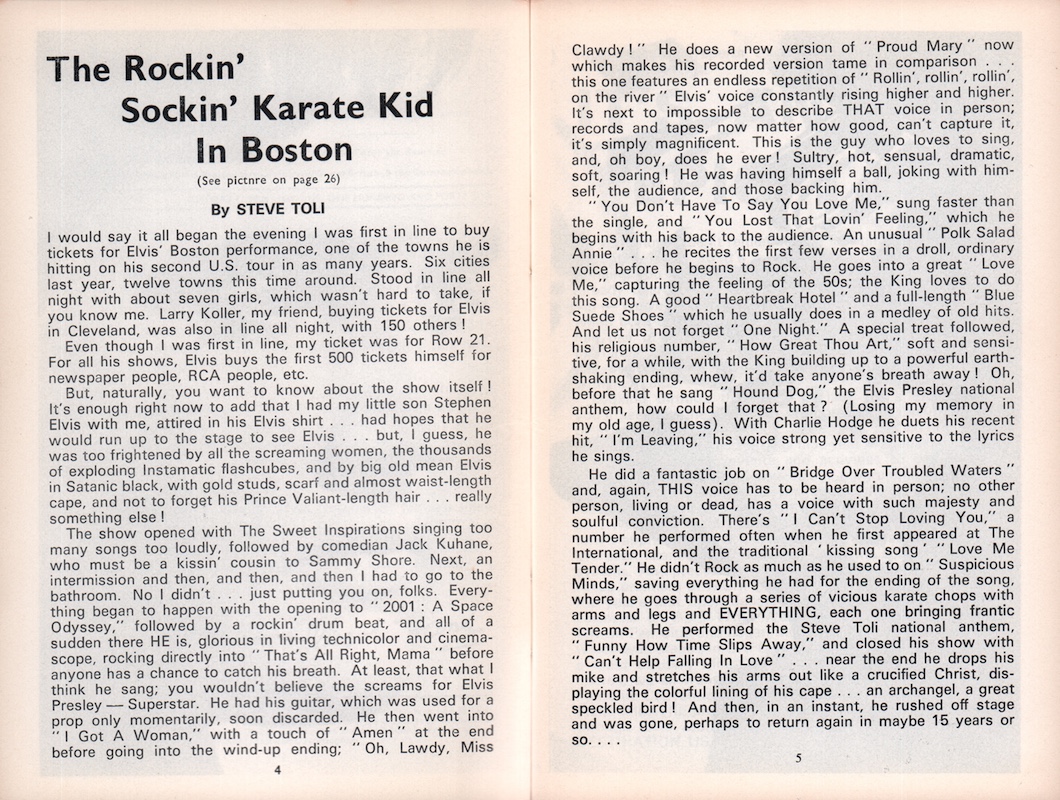 The Rockin'
Sockin' Karate Kid
In Boston
(See pictnre on page 26)
By STEVE TOLI
I would say it all began the evening I was first in line to buy
tickets for Elvis' Boston performance, one of the towns he is
hitting on his second U.S. tour in as many years. Six cities
last year, twelve towns this time around. Stood in line all
night with about seven girls, which wasn't hard to take, if
you know me. Larry Koller, my friend, buying tickets for Elvis
in Cleveland, was also in line all night, with 150 others !
Even though I was first in line, my ticket was for Row 21.
For all his shows, Elvis buys the first 500 tickets himself for
newspaper people, RCA people, etc.
But, naturally, you want to know about the show itself !
It's enough right now to add that I had my little son Stephen
Elvis with me, attired in his Elvis shirt . . . had hopes that he
would run up to the stage to see Elvis . . . but, I guess, he
was too frightened by all the screaming women, the thousands
of exploding Instamatic flashcubes, and by big old mean Elvis
in Satanic black, with gold studs, scarf and almost waist-length
cape, and not to forget his Prince Valiant-length hair . . . really
something else !
The show opened with The Sweet Inspirations singing too
many songs too loudly, followed by comedian Jack Kuhane,
who must be a kissin' cousin to Sammy Shore. Next, an
intermission and then, and then, and then I had to go to the
bathroom. No I didn't . . . just putting you on, folks. Every-
thing began to happen with the opening to " 2001 : A Space
Odyssey," followed by a rockin' drum beat, and all of a
sudden there HE is, glorious in living technicolor and cinema-
scope, rocking directly into " That's All Right, Mama " before
anyone has a chance to catch his breath. At least, that what I
think he sang; you wouldn't believe the screams for Elvis
Presley — Superstar. He had his guitar, which was used for a
prop only momentarily, soon discarded. He then went into
" I Got A Woman," with a touch of " Amen " at the end
before going into the wind-up ending; " Oh, Lawdy, Miss
4
Clawdy ! " He does a new version of " Proud Mary " now
which makes his recorded version tame in comparison . . .
this one features an endless repetition of " Rollin', rollin', rollin',
on the river " Elvis' voice constantly rising higher and higher.
It's next to impossible to describe THAT voice in person;
records and tapes, now matter how good, can't capture it,
it's simply magnificent. This is the guy who loves to sing,
and, oh boy, does he ever ! Sultry, hot, sensual, dramatic,
soft, soaring ! He was having himself a ball, joking with him-
self, the audience, and those backing him.
" You Don't Have To Say You Love Me," sung faster than
the single, and " You Lost That Lovin' Feeling," which he
begins with his back to the audience. An unusual " Polk Salad
Annie " . . . he recites the first few verses in a droll, ordinary
voice before he begins to Rock. He goes into a great " Love
Me," capturing the feeling of the 50s; the King loves to do
this song. A good " Heartbreak Hotel " and a full-length " Blue
Suede Shoes " which he usually does in a medley of old hits.
And let us not forget " One Night." A special treat followed,
his religious number, " How Great Thou Art," soft and sensi-
tive, for a while, with the King building up to a powerful earth-
shaking ending, whew, it'd take anyone's breath away ! Oh,
before that he sang " Hound Dog," the Elvis Presley national
anthem, how could I forget that ? (Losing my memory in
my old age, I guess). With Charlie Hodge he duets his recent
hit, " I'm Leaving," his voice strong yet sensitive to the lyrics
he sings.
He did a fantastic job on " Bridge Over Troubled Waters "
and, again, THIS voice has to be heard in person; no other
person, living or dead, has a voice with such majesty and
soulful conviction. There's " I Can't Stop Loving You," a
number he performed often when he first appeared at The
International, and the traditional ' kissing song ' " Love Me
Tender." He didn't Rock as much as he used to on " Suspicious
Minds," saving everything he had for the ending of the song,
where he goes through a series of vicious karate chops with
arms and legs and EVERYTHING, each one bringing frantic
screams. He performed the Steve Toli national anthem,
" Funny How Time Slips Away," and closed his show with
" Can't Help Falling In Love " . . . near the end he drops his
mike and stretches his arms out like a crucified Christ, dis-
playing the colorful lining of his cape . . . an archangel, a great
speckled bird ! And then, in an instant, he rushed off stage
and was gone, perhaps to return again in maybe 15 years or
so. . . .
5